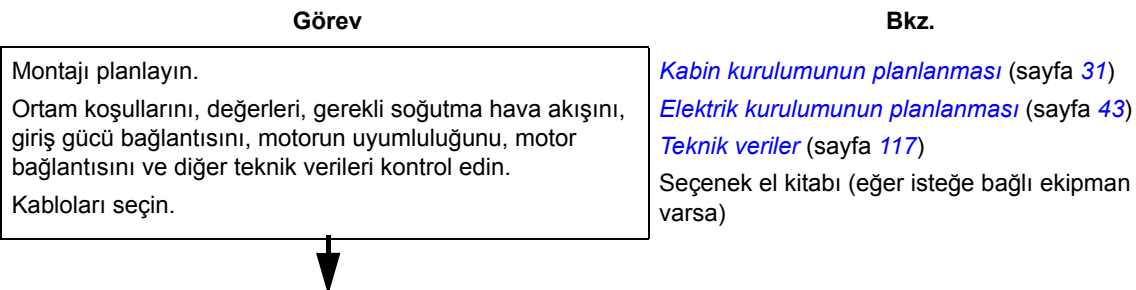 Görev
Bkz.
Montajı planlayın.
Ortam koşullarını, değerleri, gerekli soğutma hava akışını,
giriş gücü bağlantısını, motorun uyumluluğunu, motor
bağlantısını ve diğer teknik verileri kontrol edin.
Kabloları seçin.
Kabin kurulumunun planlanması (sayfa 31)
Elektrik kurulumunun planlanması (sayfa 43)
Teknik veriler (sayfa 117)
Seçenek el kitabı (eğer isteğe bağlı ekipman
varsa)